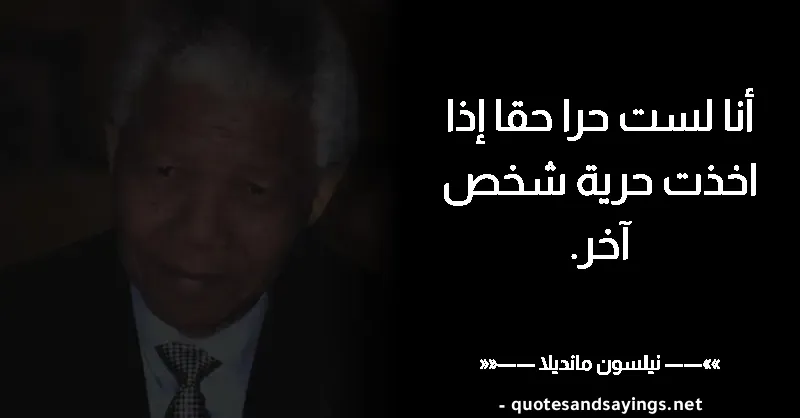 أنا لست حرا حقا إذا
اخذت حرية شخص
آخر.
»»—— نيلسون مانديلا ——««
- quotesandsayings.net